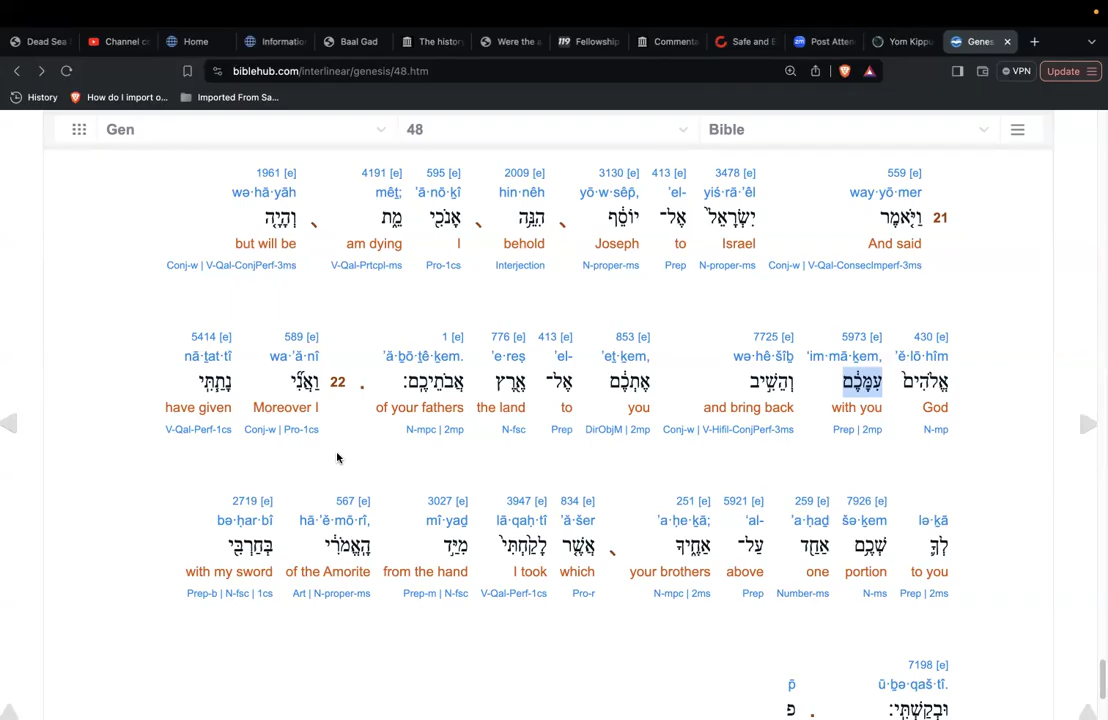 Dead Sea
Channel c
Home
Information
Baal Gad
The history
Were the a
119 Fellowship
Commenta
Safe and E
Post Atten
Yom Kippu
Genes
biblehub.com/interlinear/genesis/48.htm
VPN
Update
History
How do I import o...
Imported From Sa...
Gen 48 Bible
559 [e] 3478 [e] 413 [e] 3130 [e] 2009 [e] 595 [e] 4191 [e] 1961 [e]
way·yō·mer yiś·rā·’êl ’el- yō·w·sêp̄, hin·nêh ’ā·nō·ḵî mêṯ; wə·hā·yāh
21 וַיֹּ֤אמֶר יִשְׂרָאֵל֙ אֶל־ יוֹסֵ֔ף 、 הִנֵּ֥ה 、 אָנֹכִ֖י מֵ֑ת 、 וְהָיָ֤ה
And said Israel to Joseph behold I am dying but will be
Conj-w | V-Qal-ConsecImperf-3ms N-proper-ms Prep N-proper-ms Interjection Pro-1cs V-Qal-Prtcpl-ms Conj-w | V-Qal-ConjPerf-3ms
430 [e] 5973 [e] 7725 [e] 853 [e] 413 [e] 776 [e] 1 [e] 589 [e] 5414 [e]
’ĕ·lō·hîm ‘im·mā·ḵem, wə·hê·šîḇ ’eṯ·ḵem, ’el- ’e·reṣ ’ă·ḇō·ṯê·ḵem. wa·’ă·nî nā·ṯat·tî
אֱלֹהִים֙ עִמָּכֶ֔ם וְהֵשִׁ֣יב אֶתְכֶ֔ם אֶל־ אֶ֖רֶץ אֲבֹתֵיכֶֽם׃ . 22 וַאֲנִ֞י נָתַ֧תִּֽי
God with you and bring back you to the land of your fathers Moreover I have given
N-mp Prep | 2mp Conj-w | V-Hifil-ConjPerf-3ms DirObjM | 2mp Prep N-fsc N-mpc | 2mp Conj-w | Pro-1cs V-Qal-Perf-1cs
7926 [e] 259 [e] 5921 [e] 251 [e] 834 [e] 3947 [e] 3027 [e] 567 [e] 2719 [e]
lə·ḵā šə·ḵem ’a·ḥaḏ ‘al- ’a·ḥe·ḵā; ’ă·šer lā·qaḥ·tî mî·yaḏ hā·’ĕ·mō·rî, bə·ḥar·bî
לְךָ֛ שְׁכֶ֥ם אַחַ֖ד עַל־ אַחֶ֑יךָ 、 אֲשֶׁ֤ר לָקַ֙חְתִּי֙ מִיַּ֣ד הָֽאֱמֹרִ֔י בְּחַרְבִּ֖י
to you portion one above your brothers which I took from the hand of the Amorite with my sword
Prep | 2ms N-ms Number-ms Prep N-mpc | 2ms Pro-r V-Qal-Perf-1cs Prep-m | N-fsc Art | N-proper-ms Prep-b | N-fsc | 1cs
7198 [e]
ū·ḇə·qaš·tî. p̄
וּבְקַשְׁתִּֽי׃ . פ